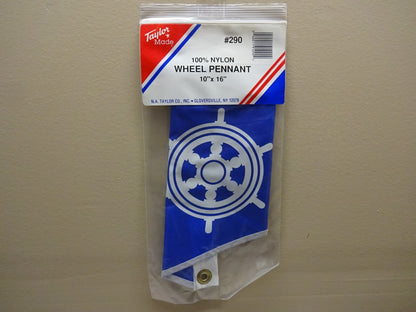 Taylor
Made
#290
100% NYLON
WHEEL PENNANT
10"x 16"
N.A. TAYLOR CO., INC. • GLOVERSVILLE, NY 12078